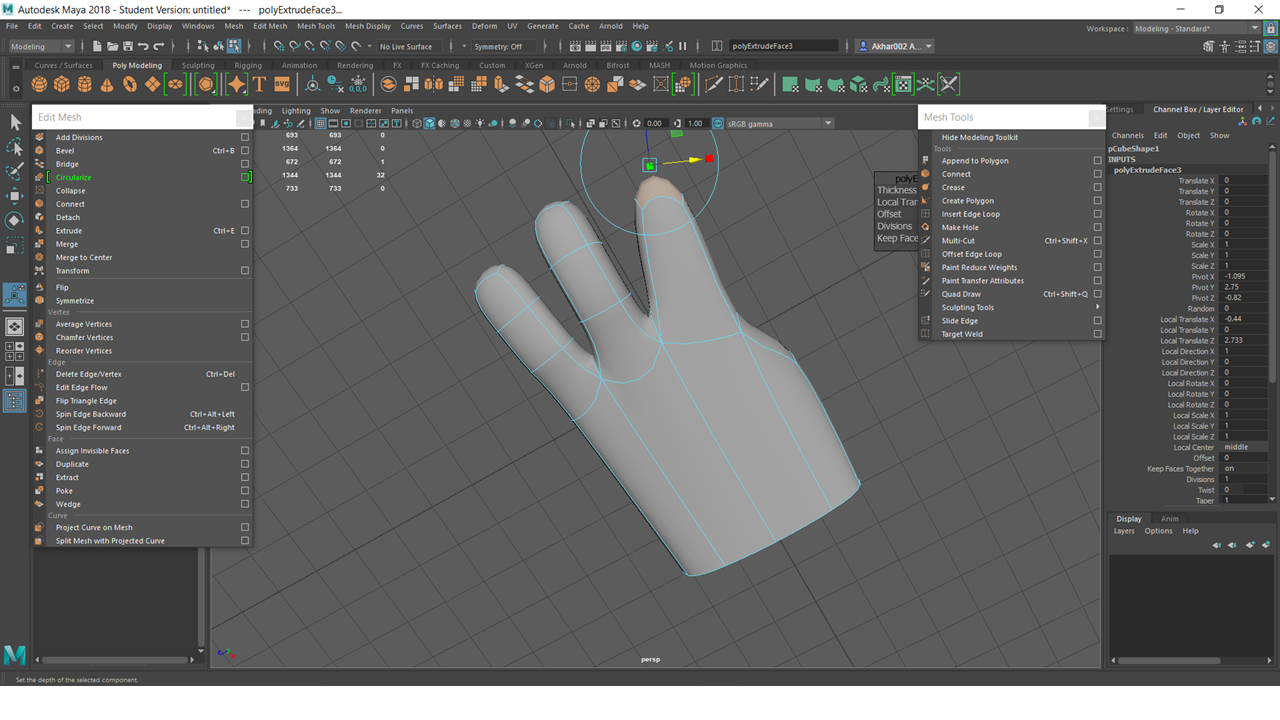 Autodesk Maya 2018 - Student Version: untitled* --- polyExtrudeFace3...
File Edit Create Select Modify Display Windows Mesh Edit Mesh Mesh Tools Mesh Display Curves Surfaces Deform UV Generate Cache Arnold Help
Workspace : Modeling - Standard*
Modeling No Live Surface Symmetry: Off polyExtrudeFace3 Akhar002 A...
Curves / Surfaces Poly Modeling Sculpting Rigging Animation Rendering FX FX Caching Custom XGen Arnold Bifrost MASH Motion Graphics
T SVG
Edit Mesh
Add Divisions
Bevel Ctrl+B
Bridge
Circularize
Collapse
Connect
Detach
Extrude Ctrl+E
Merge
Merge to Center
Transform
Flip
Symmetrize
Vertex
Average Vertices
Chamfer Vertices
Reorder Vertices
Edge
Delete Edge/Vertex Ctrl+Del
Edit Edge Flow
Flip Triangle Edge
Spin Edge Backward Ctrl+Alt+Left
Spin Edge Forward Ctrl+Alt+Right
Face
Assign Invisible Faces
Duplicate
Extract
Poke
Wedge
Curve
Project Curve on Mesh
Split Mesh with Projected Curve
Lighting Show Renderer Panels
0.00 1.00 sRGB gamma
693 693 0
1364 1364 0
672 672 1
1344 1344 32
733 733 0
Thickness
Offset
Divisions
persp
Mesh Tools
Hide Modeling Toolkit
Tools
Append to Polygon
Connect
Crease
Create Polygon
Insert Edge Loop
Make Hole
Multi-Cut Ctrl+Shift+X
Offset Edge Loop
Paint Reduce Weights
Paint Transfer Attributes
Quad Draw Ctrl+Shift+Q
Sculpting Tools
Slide Edge
Target Weld
Channel Box / Layer Editor
Channels Edit Object Show
pCubeShape1
INPUTS
polyExtrudeFace3
Translate X 0
Translate Y 0
Translate Z 0
Rotate X 0
Rotate Y 0
Rotate Z 0
Scale X 1
Scale Y 1
Scale Z 1
Pivot X -1.095
Pivot Y 2.75
Pivot Z -0.82
Random 0
Local Translate X -0.44
Local Translate Y 0
Local Translate Z 2.733
Local Direction X 1
Local Direction Y 0
Local Direction Z 0
Local Rotate X 0
Local Rotate Y 0
Local Rotate Z 0
Local Scale X 1
Local Scale Y 1
Local Scale Z 1
Local Center middle
Offset 0
Keep Faces Together on
Divisions 1
Twist 0
Taper 1
Display Anim
Layers Options Help
Set the depth of the selected component.